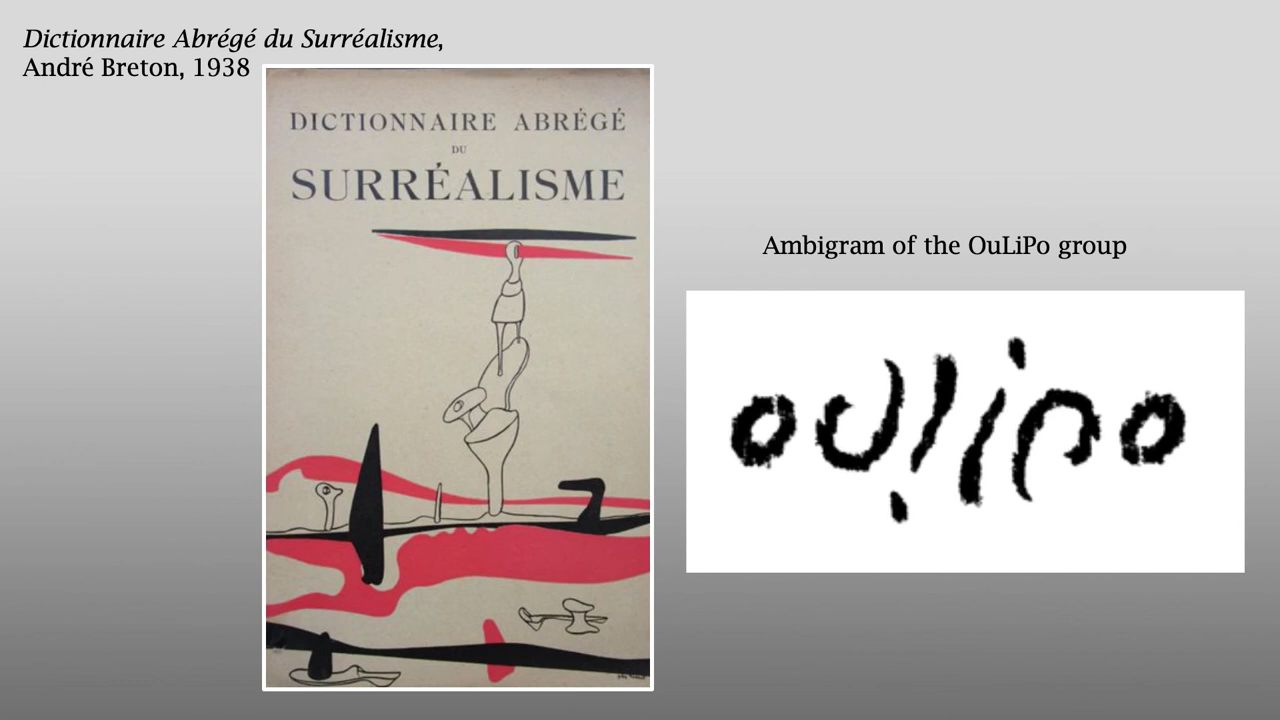 Dictionnaire Abrégé du Surréalisme,
André Breton, 1938
DICTIONNAIRE ABRÉGÉ
DU
SURRÉALISME
Ambigram of the OuLiPo group
oulipo